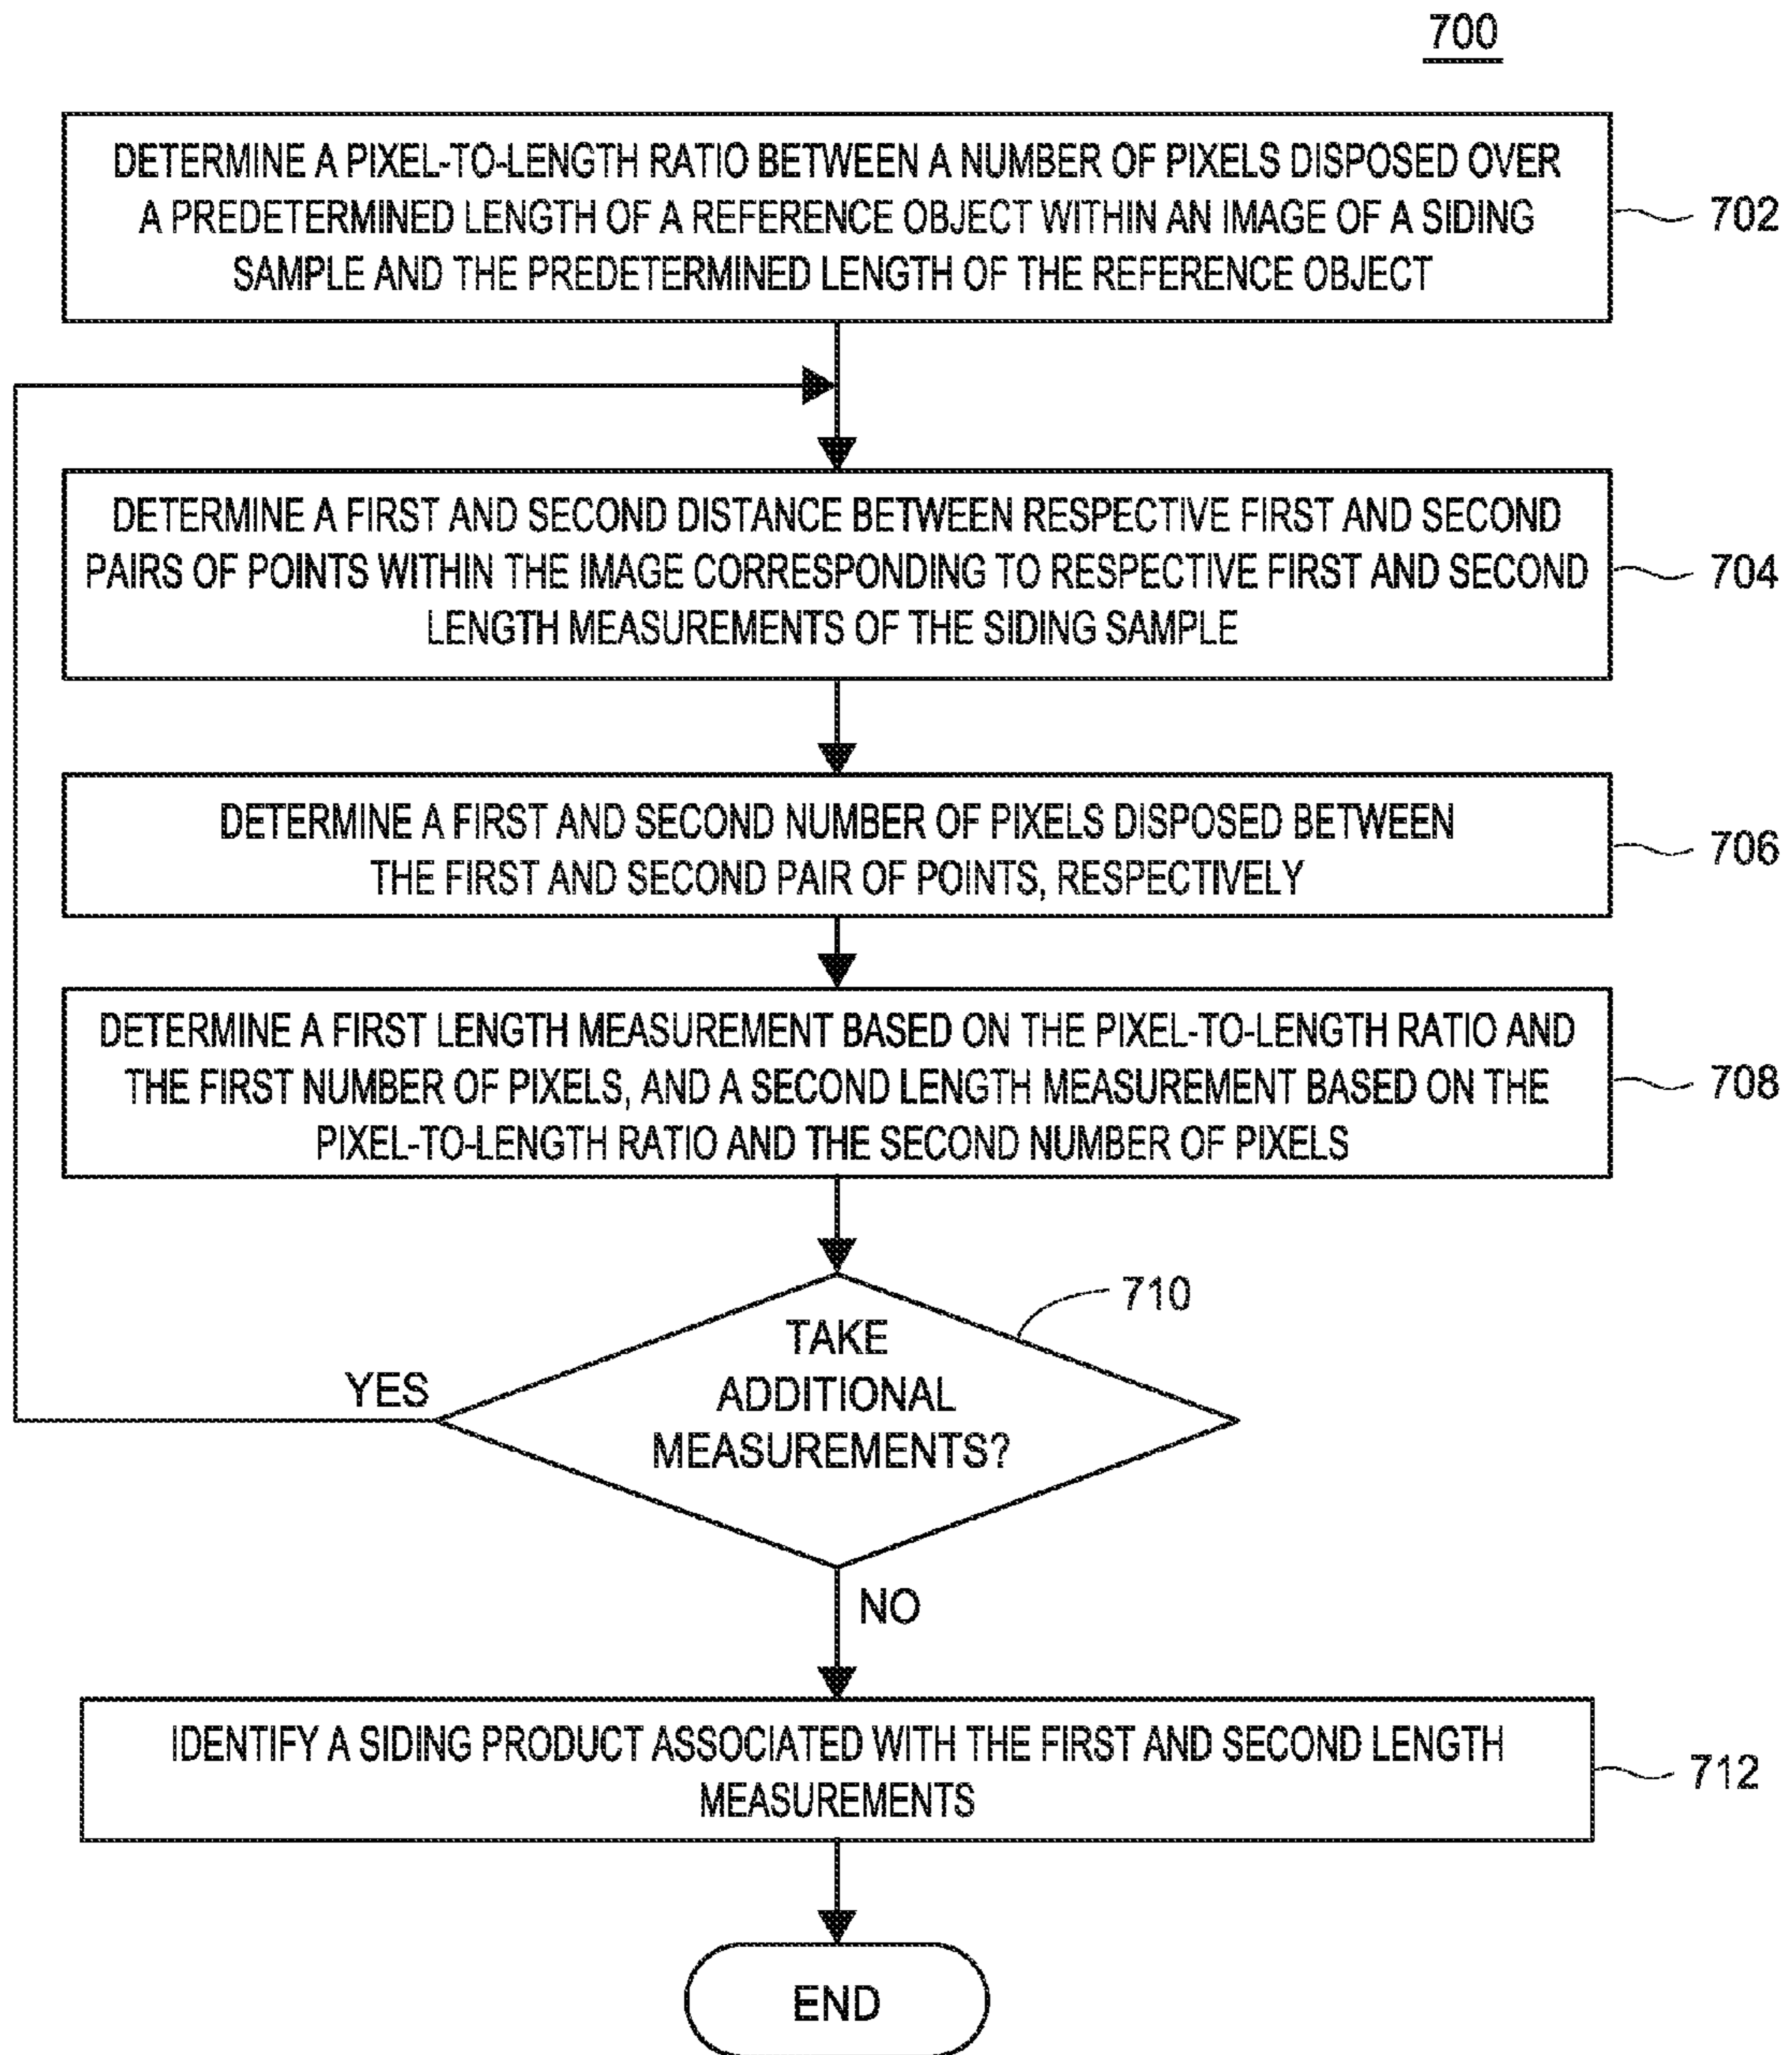 700
DETERMINE A PIXEL-TO-LENGTH RATIO BETWEEN A NUMBER OF PIXELS DISPOSED OVER
A PREDETERMINED LENGTH OF A REFERENCE OBJECT WITHIN AN IMAGE OF A SIDING
SAMPLE AND THE PREDETERMINED LENGTH OF THE REFERENCE OBJECT
702
DETERMINE A FIRST AND SECOND DISTANCE BETWEEN RESPECTIVE FIRST AND SECOND
PAIRS OF POINTS WITHIN THE IMAGE CORRESPONDING TO RESPECTIVE FIRST AND SECOND
LENGTH MEASUREMENTS OF THE SIDING SAMPLE
704
DETERMINE A FIRST AND SECOND NUMBER OF PIXELS DISPOSED BETWEEN
THE FIRST AND SECOND PAIR OF POINTS, RESPECTIVELY
706
DETERMINE A FIRST LENGTH MEASUREMENT BASED ON THE PIXEL-TO-LENGTH RATIO AND
THE FIRST NUMBER OF PIXELS, AND A SECOND LENGTH MEASUREMENT BASED ON THE
PIXEL-TO-LENGTH RATIO AND THE SECOND NUMBER OF PIXELS
708
710
TAKE
ADDITIONAL
MEASUREMENTS?
YES
NO
IDENTIFY A SIDING PRODUCT ASSOCIATED WITH THE FIRST AND SECOND LENGTH
MEASUREMENTS
712
END